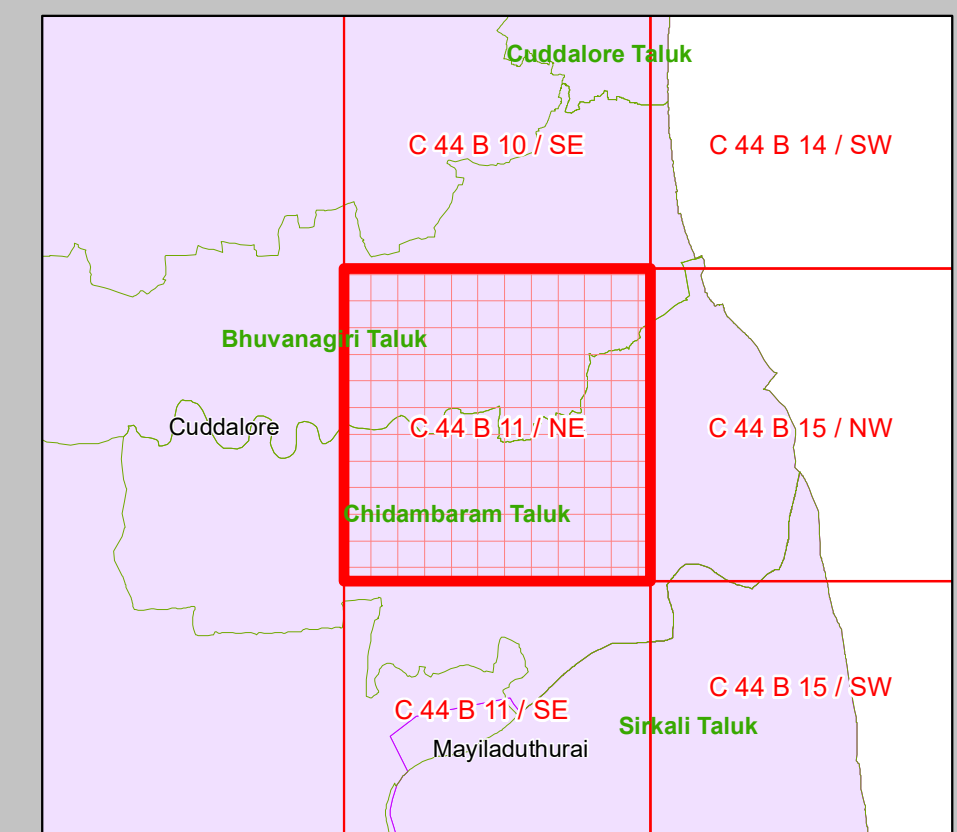 Cuddalore Taluk
C 44 B 10 / SE
C 44 B 14 / SW
Bhuvanagiri Taluk
Cuddalore
C 44 B 11 / NE
C 44 B 15 / NW
Chidambaram Taluk
C 44 B 15 / SW
C 44 B 11 / SE
Sirkali Taluk
Mayiladuthurai